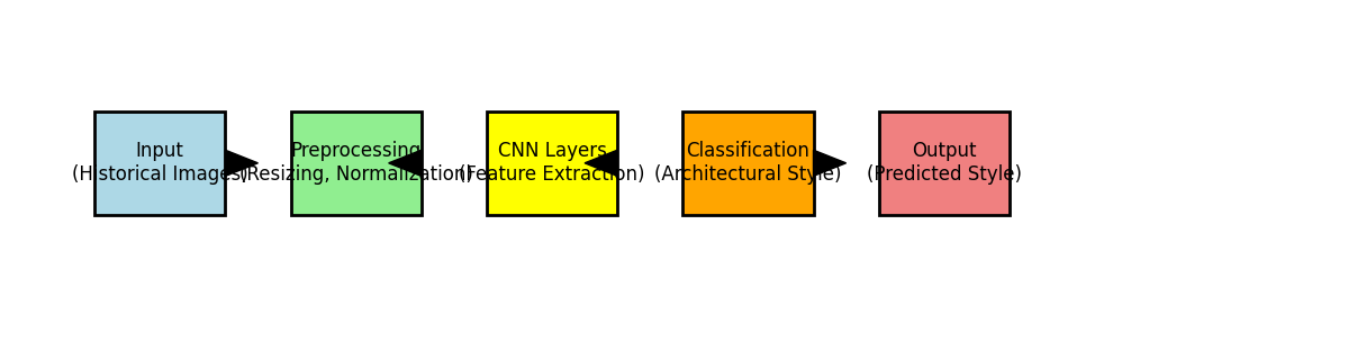 Input
(Historical Images)
Preprocessing
(Resizing, Normalization)
CNN Layers
(Feature Extraction)
Classification
(Architectural Style)
Output
(Predicted Style)